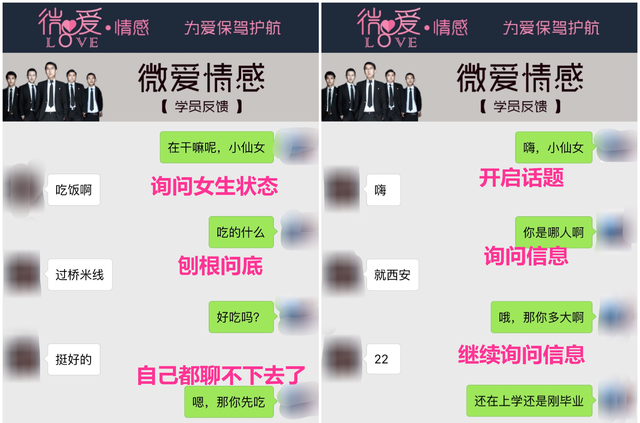 微爱·情感
LOVE
为爱保驾护航
微爱情感
【 学员反馈 】
在干嘛呢，小仙女
吃饭啊
询问女生状态
吃的什么
刨根问底
过桥米线
好吃吗?
挺好的
自己都聊不下去了
嗯，那你先吃
微爱·情感
LOVE
为爱保驾护航
微爱情感
【 学员反馈 】
嗨，小仙女
开启话题
嗨
你是哪人啊
询问信息
就西安
哦，那你多大啊
继续询问信息
22
还在上学还是刚毕业